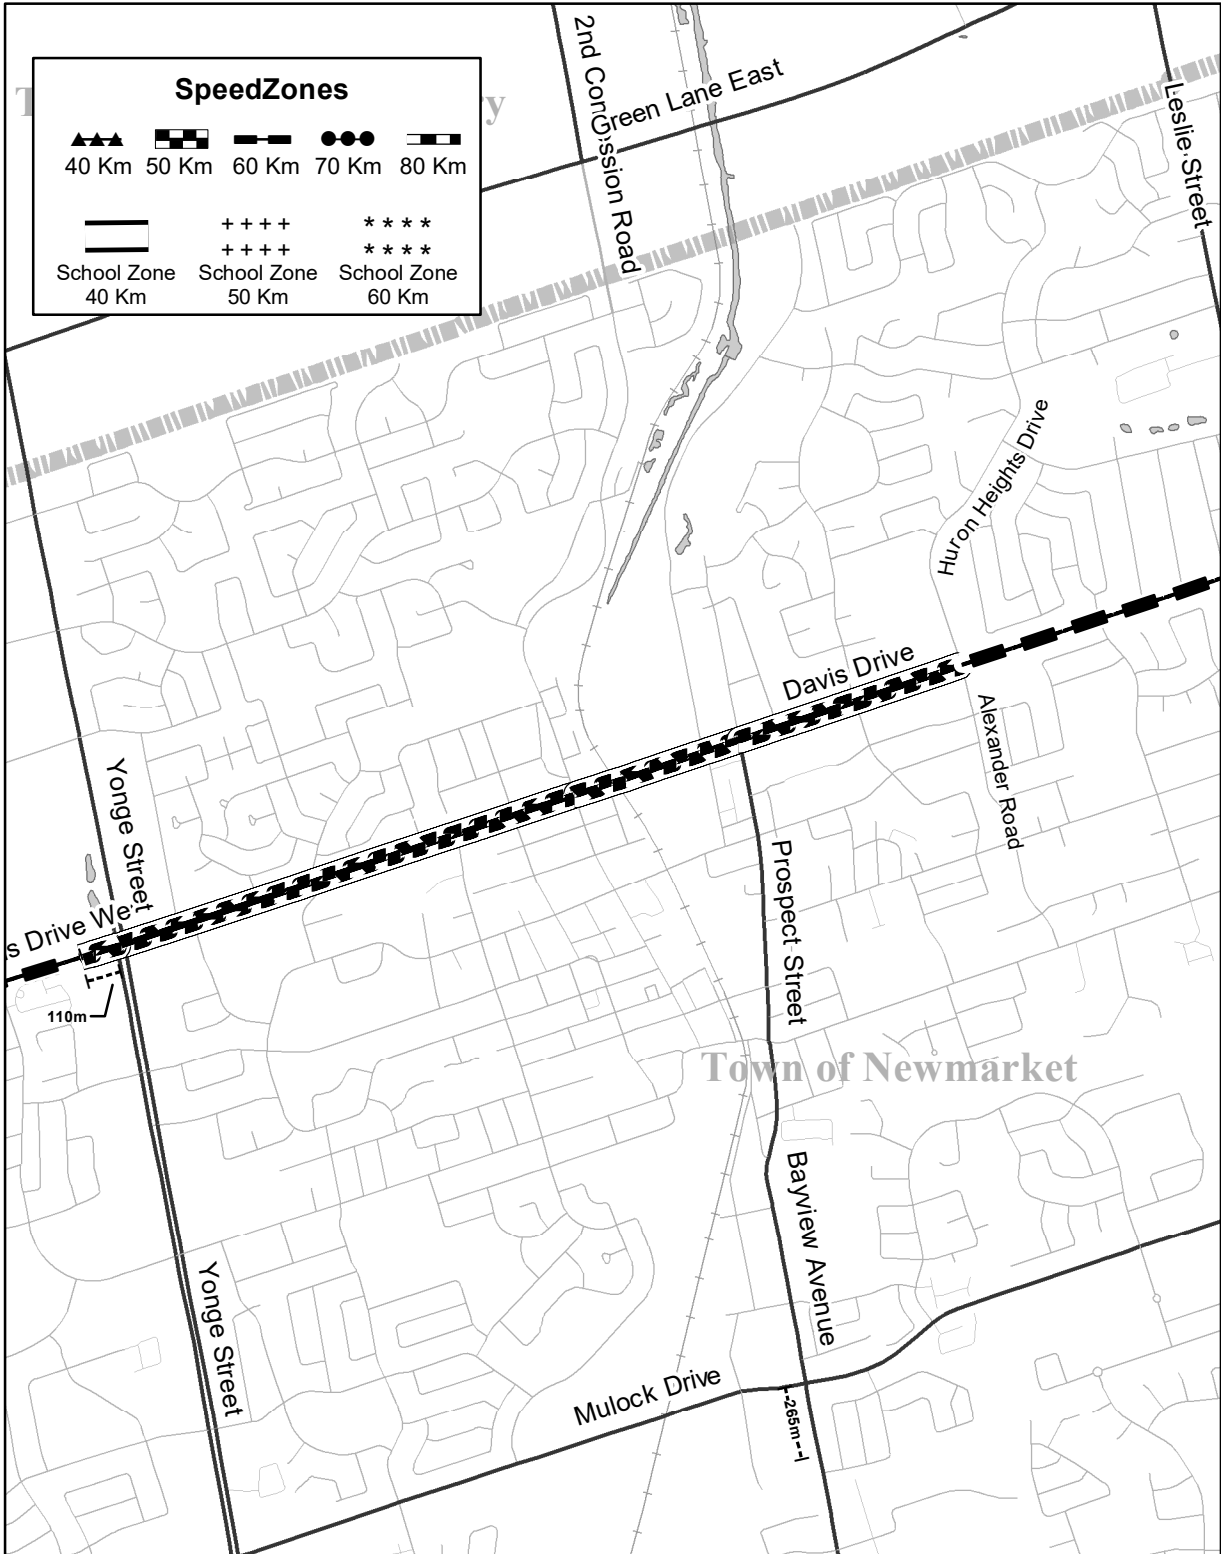 SpeedZones
40 Km 50 Km 60 Km 70 Km 80 Km
School Zone School Zone School Zone
40 Km 50 Km 60 Km
2nd Con ssion Road
Green Lane East
Leslie Street
Huron Heights Drive
Davis Drive
Alexander Road
Yonge Street
s Drive We
110m
Prospect Street
Town of Newmarket
Bayview Avenue
Yonge Street
Mulock Drive
265m